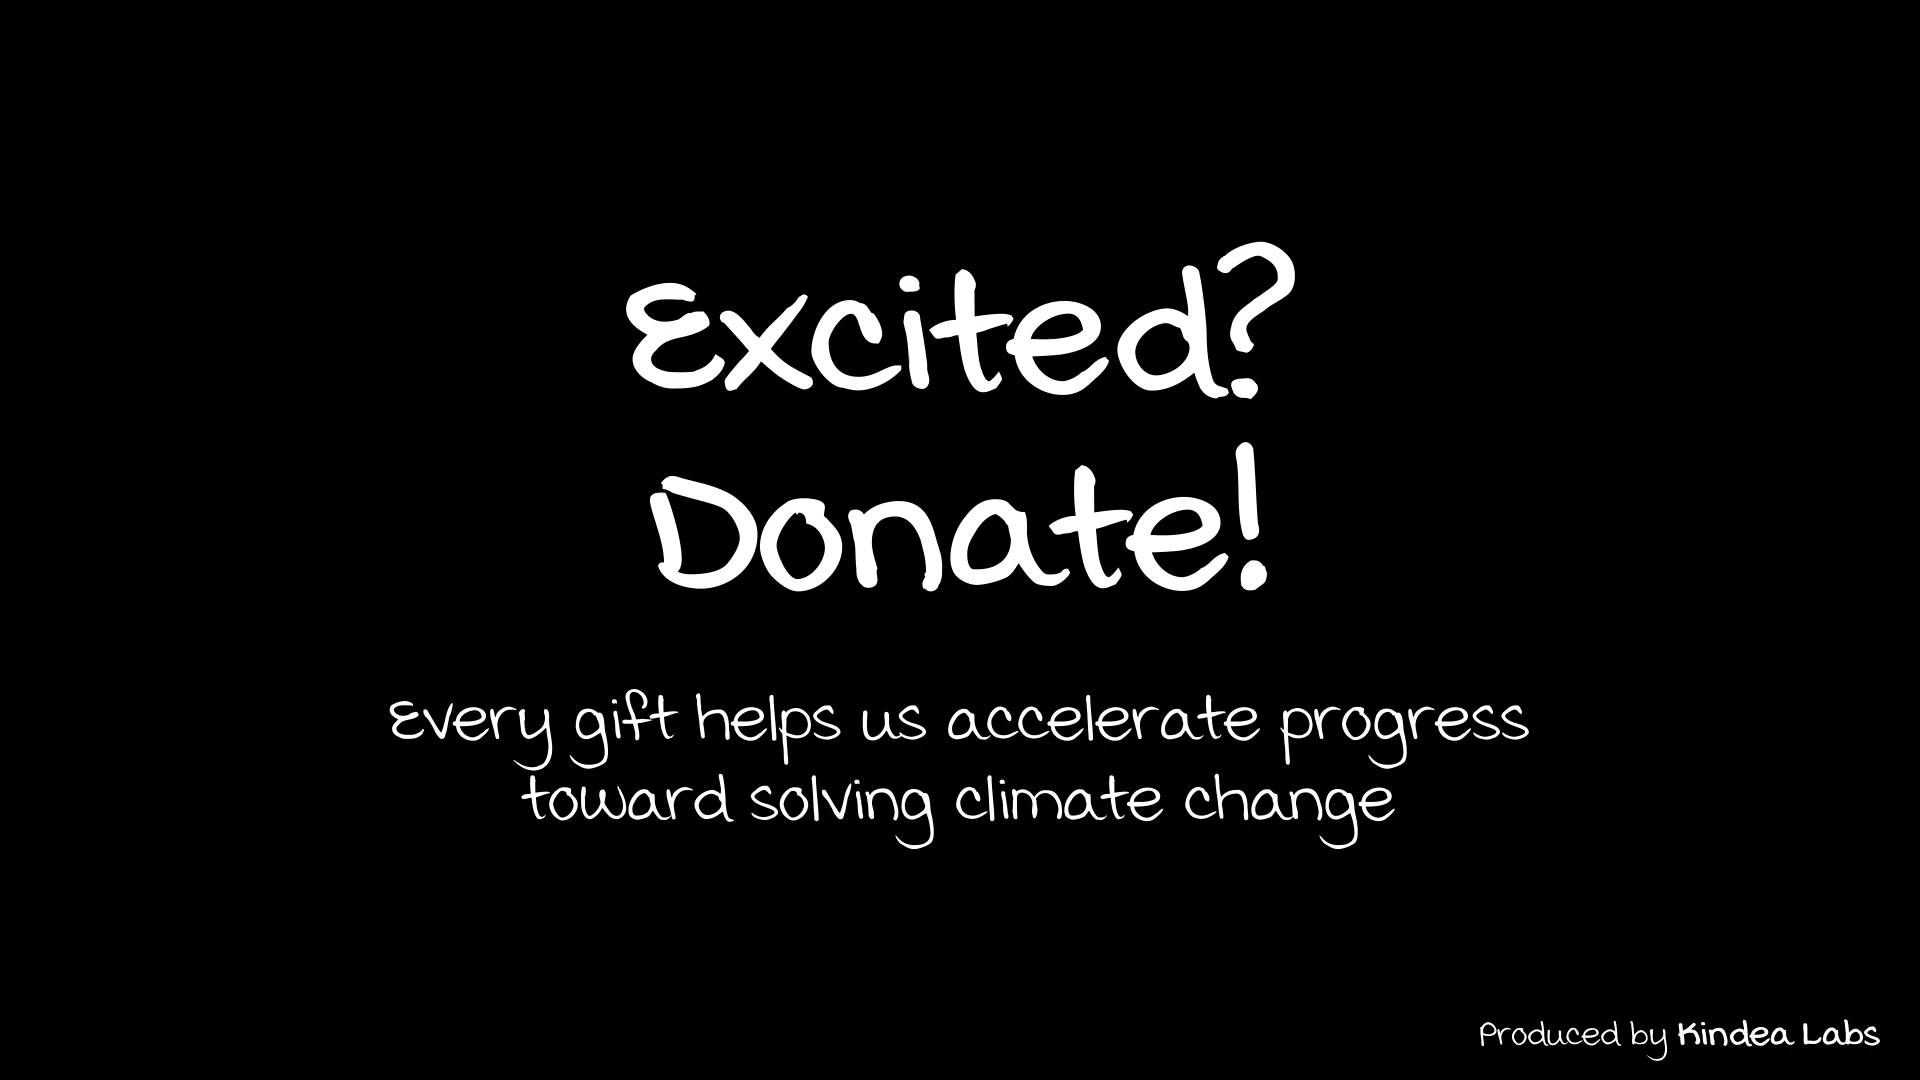 Excited?
Donate!
Every gift helps us accelerate progress
toward solving climate change
Produced by Kindea Labs